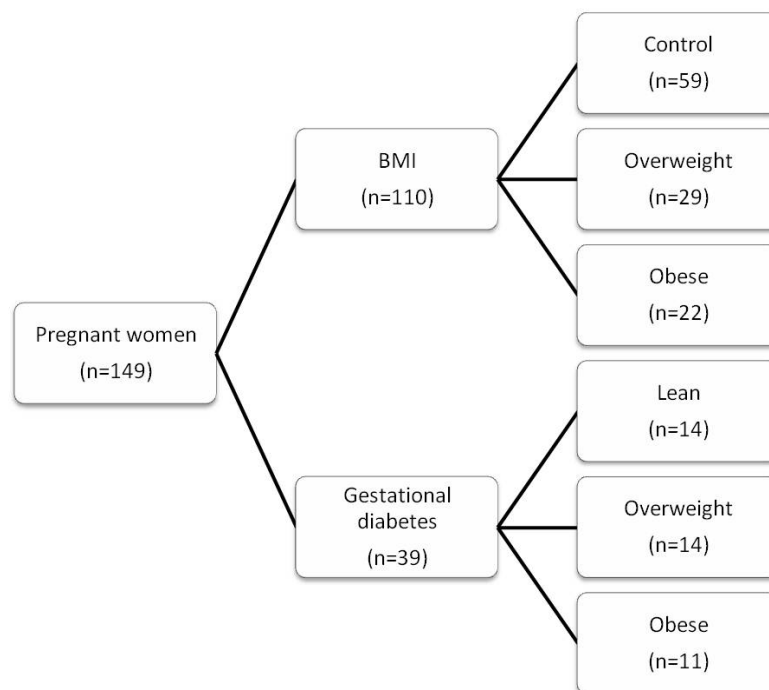 Pregnant women
(n=149)
BMI
(n=110)
Gestational
diabetes
(n=39)
Control
(n=59)
Overweight
(n=29)
Obese
(n=22)
Lean
(n=14)
Overweight
(n=14)
Obese
(n=11)